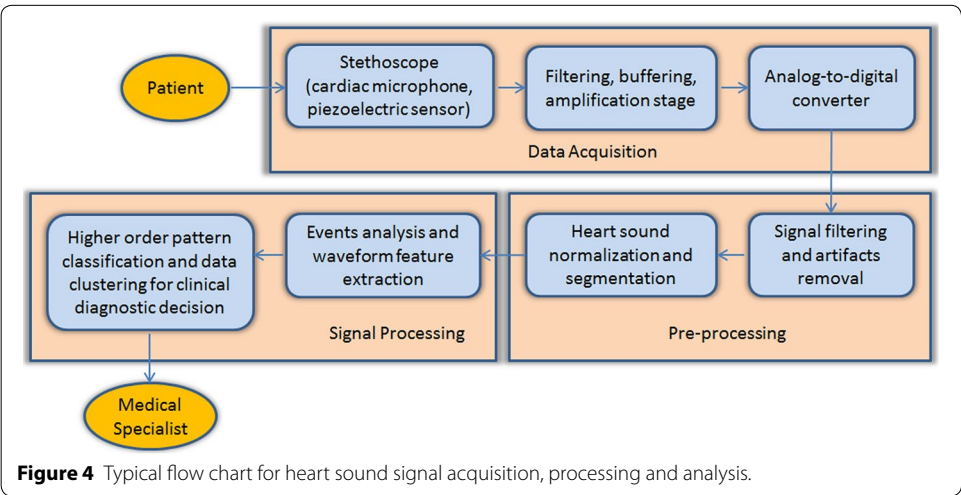 Patient
Stethoscope
(cardiac microphone,
piezoelectric sensor)
Filtering, buffering,
amplification stage
Analog-to-digital
converter
Data Acquisition
Signal filtering
and artifacts
removal
Heart sound
normalization and
segmentation
Pre-processing
Events analysis and
waveform feature
extraction
Higher order pattern
classification and data
clustering for clinical
diagnostic decision
Signal Processing
Medical
Specialist
Figure 4 Typical flow chart for heart sound signal acquisition, processing and analysis.